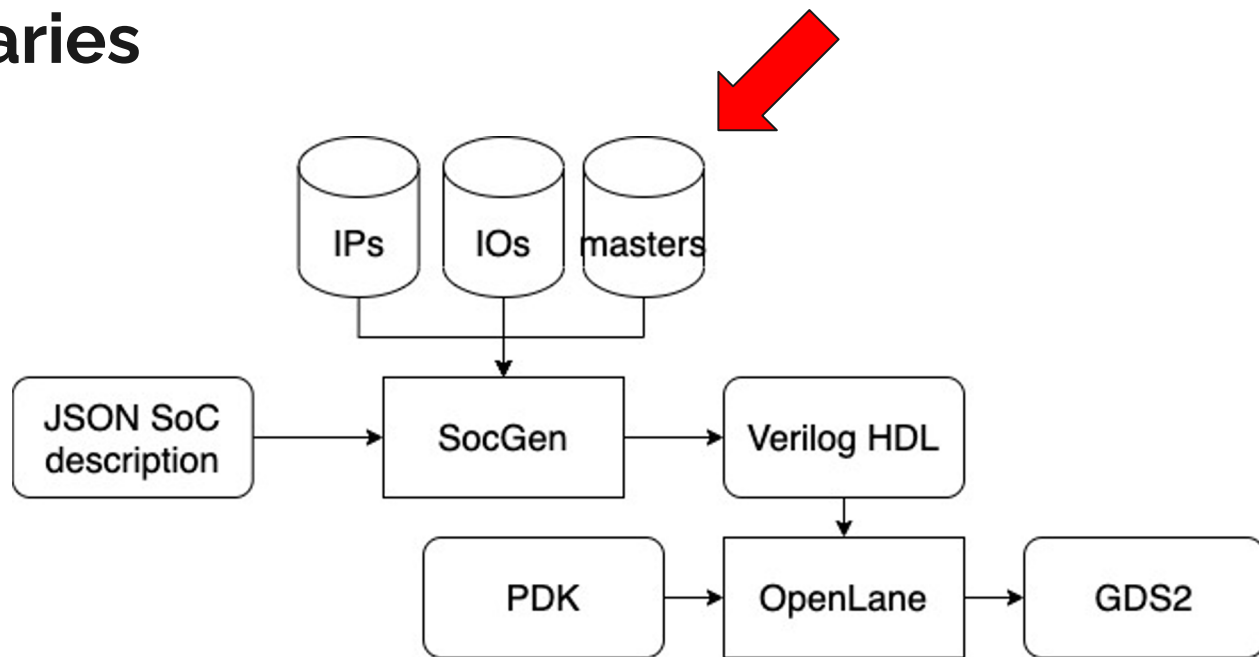 aries
IPs
IOs
masters
JSON SoC
description
SocGen
Verilog HDL
PDK
OpenLane
GDS2